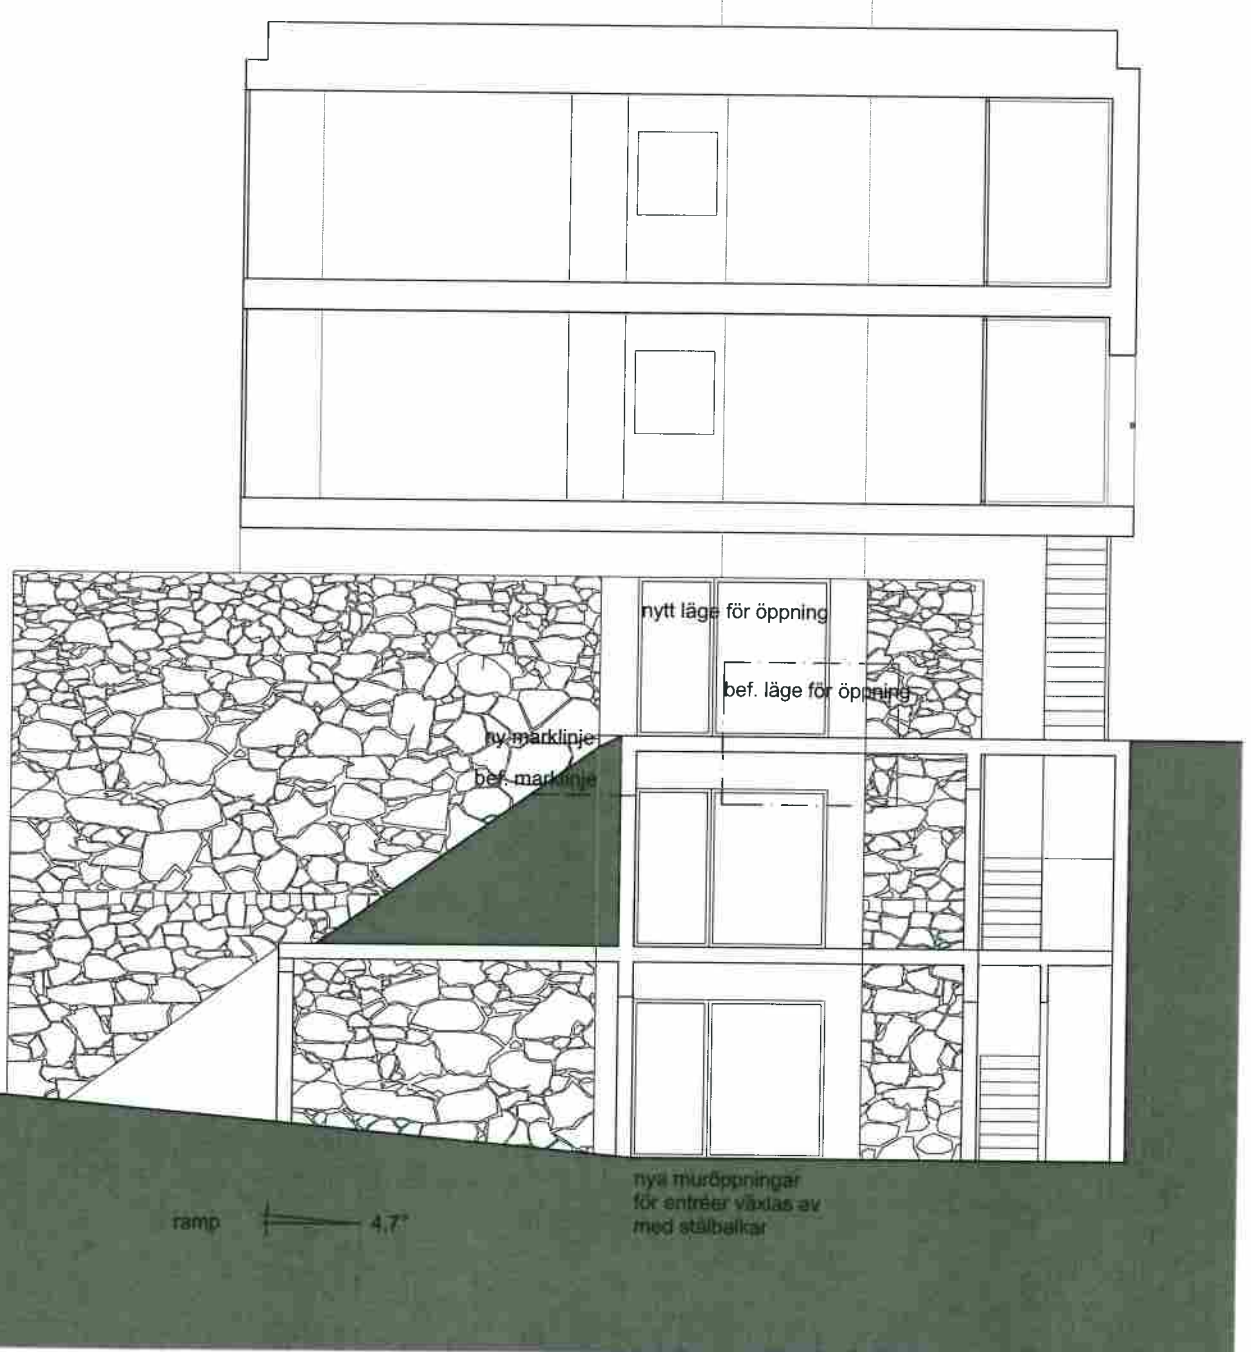 nytt läge för öppning
bef. läge för öppning
ny marklinje
bef. marklinje
nya muröppningar
för entréer växlas av
med stålbalkar
ramp 4,7°